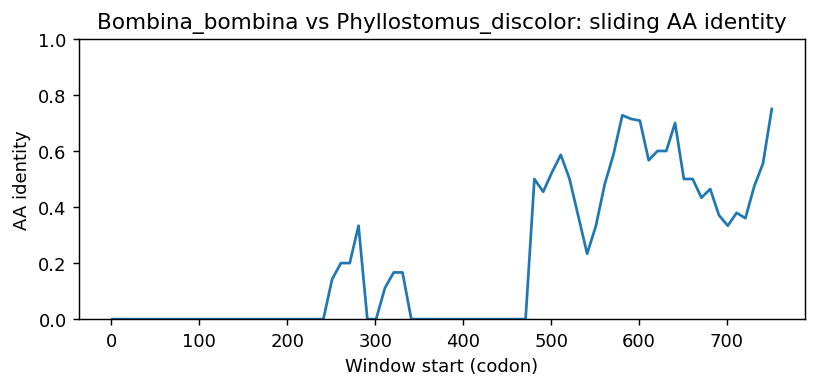 Bombina_bombina vs Phyllostomus_discolor: sliding AA identity
1.0
0.8
0.6
0.4
0.2
0.0
AA identity
0 100 200 300 400 500 600 700
Window start (codon)